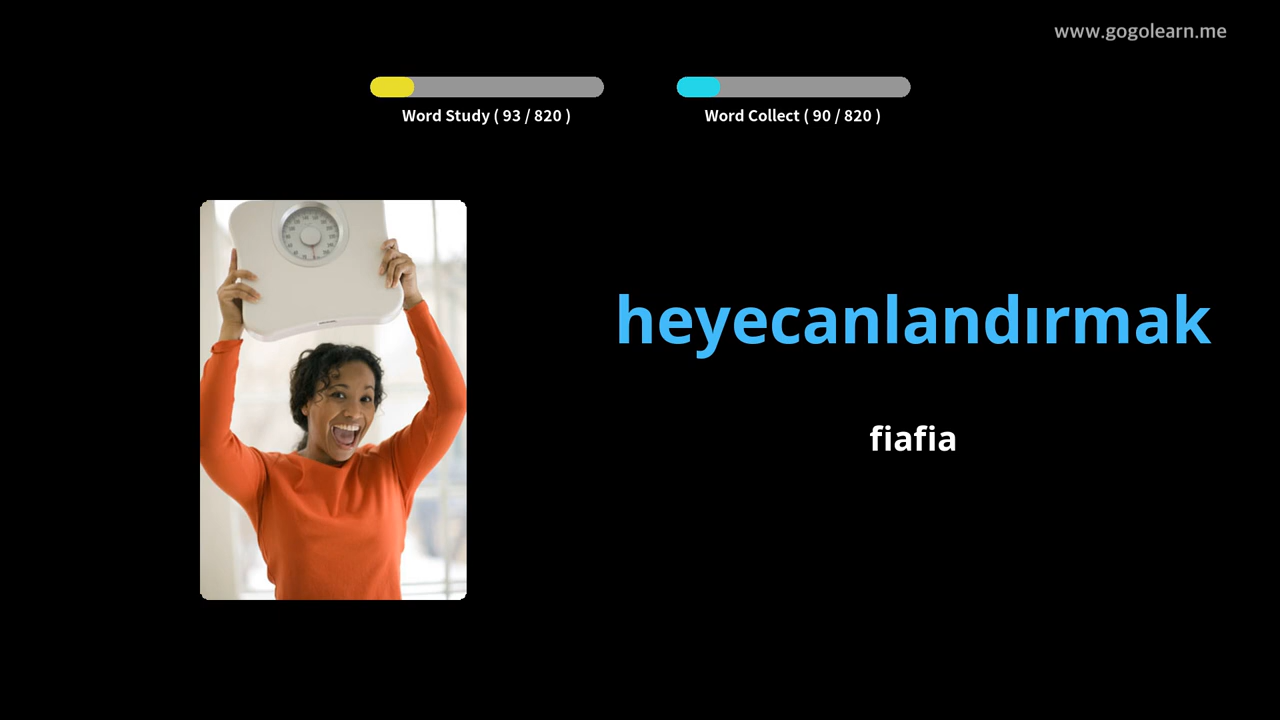 www.gogolearn.me
Word Study ( 93 / 820 )
Word Collect ( 90 / 820 )
heyecanlandırmak
fiafia